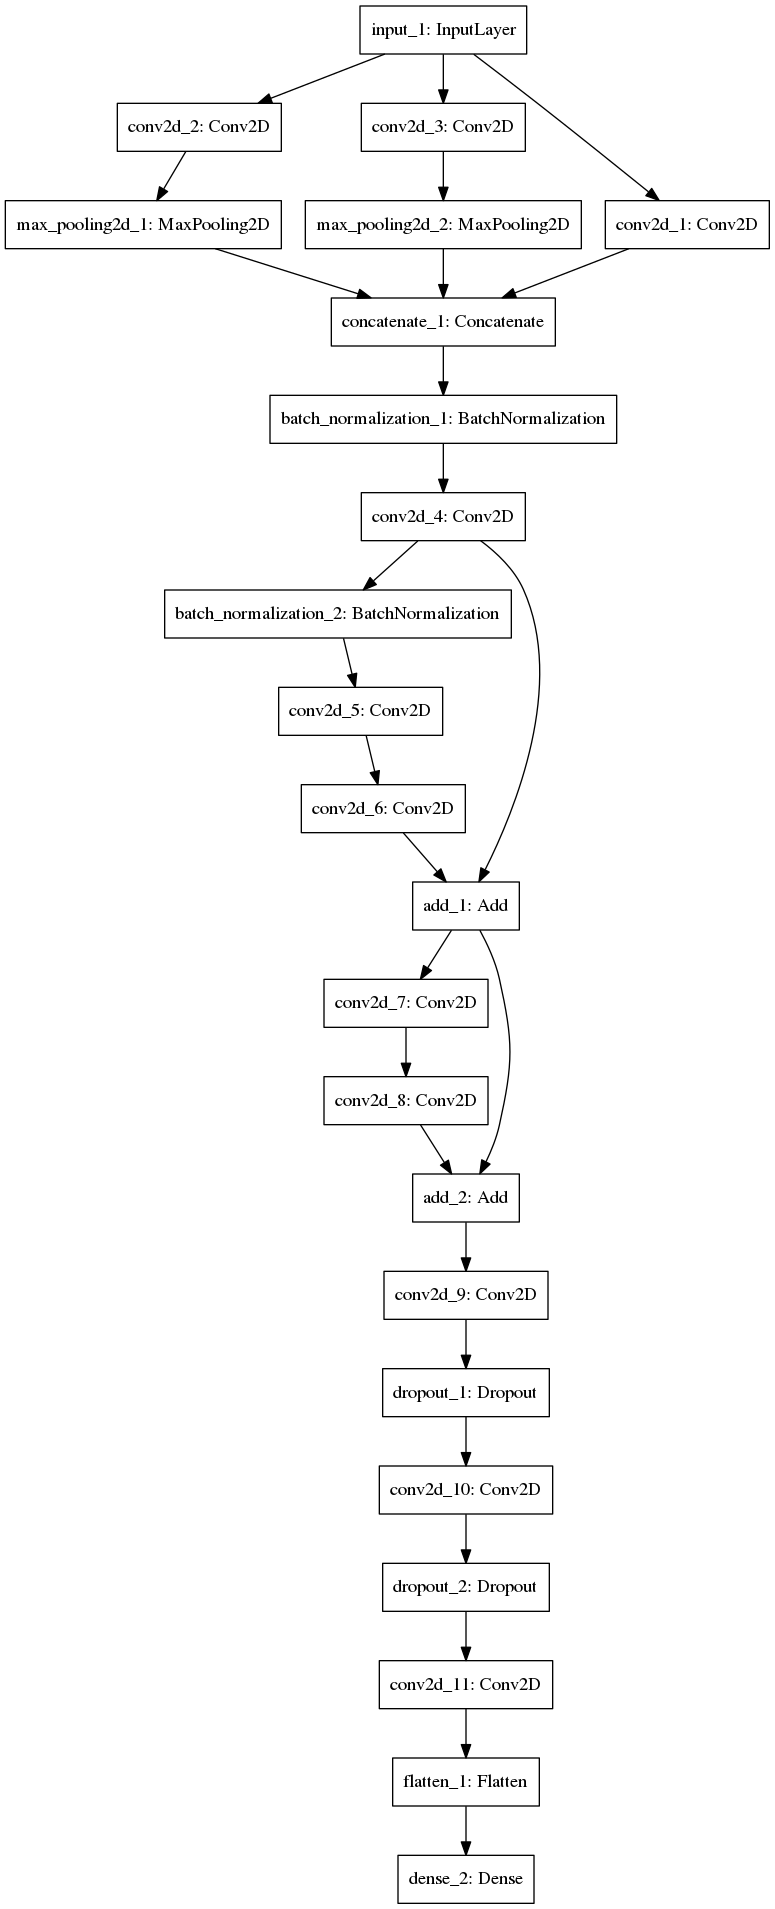 input_1: InputLayer
conv2d_2: Conv2D
conv2d_3: Conv2D
max_pooling2d_1: MaxPooling2D
max_pooling2d_2: MaxPooling2D
conv2d_1: Conv2D
concatenate_1: Concatenate
batch_normalization_1: BatchNormalization
conv2d_4: Conv2D
batch_normalization_2: BatchNormalization
conv2d_5: Conv2D
conv2d_6: Conv2D
add_1: Add
conv2d_7: Conv2D
conv2d_8: Conv2D
add_2: Add
conv2d_9: Conv2D
dropout_1: Dropout
conv2d_10: Conv2D
dropout_2: Dropout
conv2d_11: Conv2D
flatten_1: Flatten
dense_2: Dense